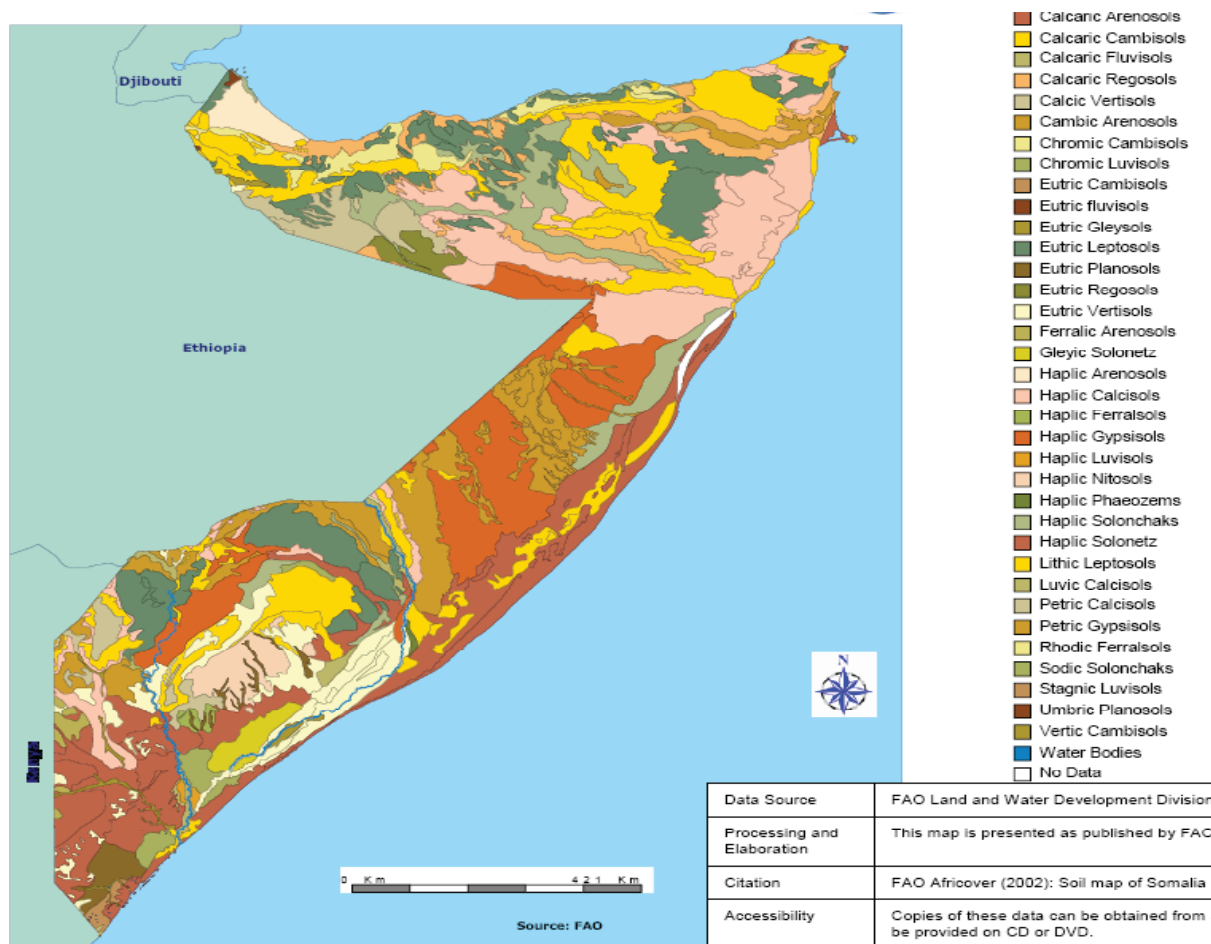 Calcaric Arenosols
Calcaric Cambisols
Calcaric Fluvisols
Calcaric Regosols
Calcic Vertisols
Cambic Arenosols
Chromic Cambisols
Chromic Luvisols
Eutric Cambisols
Eutric fluvisols
Eutric Gleysols
Eutric Leptosols
Eutric Planosols
Eutric Regosols
Eutric Vertisols
Ferralic Arenosols
Gleyic Solonetz
Haplic Arenosols
Haplic Calcisols
Haplic Ferralsols
Haplic Gypsisols
Haplic Luvisols
Haplic Nitosols
Haplic Phaeozems
Haplic Solonchaks
Haplic Solonetz
Lithic Leptosols
Luvic Calcisols
Petric Calcisols
Petric Gypsisols
Rhodic Ferralsols
Sodic Solonchaks
Stagnic Luvisols
Umbric Planosols
Vertic Cambisols
Water Bodies
No Data
Djibouti
Ethiopia
N
0 Km 421 Km
Source: FAO
Data Source FAO Land and Water Development Division
Processing and Elaboration This map is presented as published by FAO
Citation FAO Africover (2002): Soil map of Somalia
Accessibility Copies of these data can be obtained from
be provided on CD or DVD.